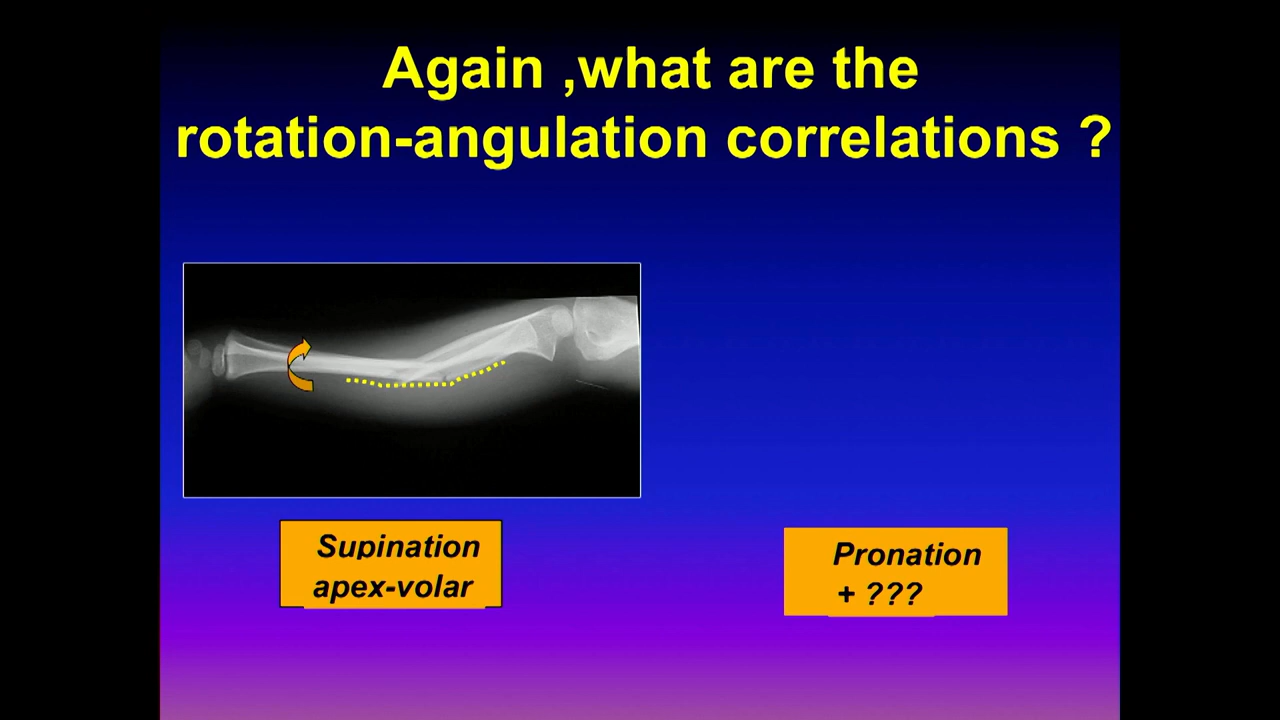 Again ,what are the
rotation-angulation correlations ?
Supination
apex-volar
Pronation
+ ???